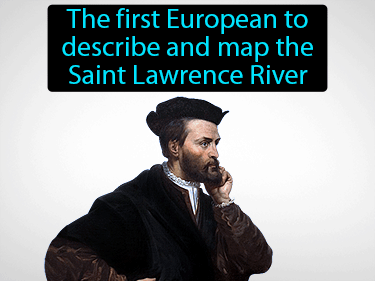 The first European to
describe and map the
Saint Lawrence River